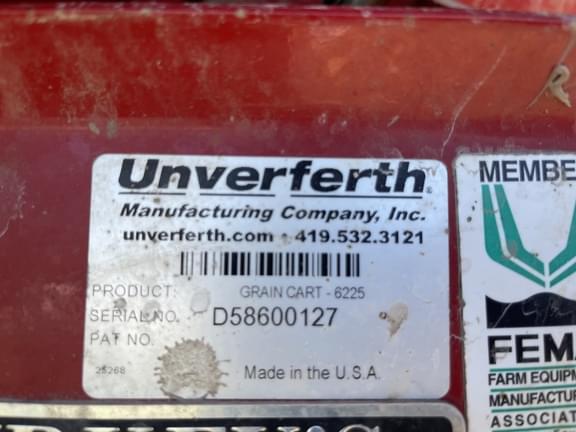 Unverferth®
Manufacturing Company, Inc.
unverferth.com - 419.532.3121
PRODUCT: GRAIN CART - 6225
SERIAL NO. D58600127
PAT NO.
25268
Made in the U.S.A.
MEMBE
FEM
FARM EQUIPM
MANUFACTUR
ASSOCIAT